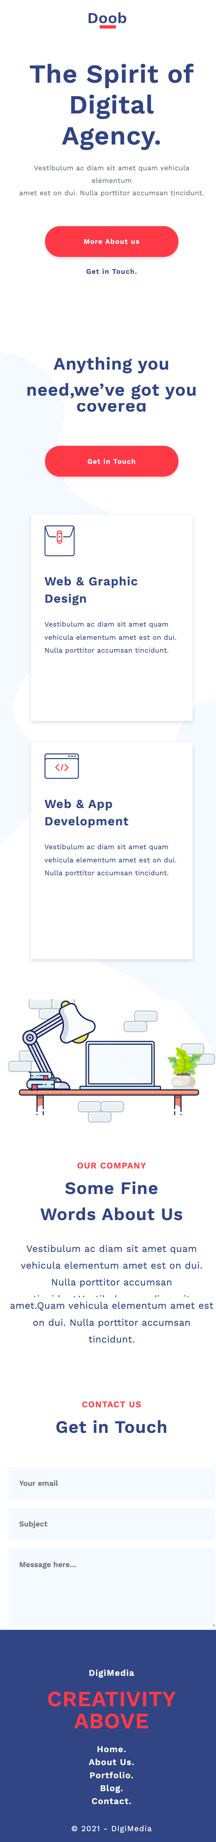 Doob
The Spirit of
Digital
Agency.
Vestibulum ac diam sit amet quam vehicula
elementum
amet est on dui. Nulla porttitor accumsan tincidunt.
More About us
Get in Touch.
Anything you
need,we've got you
covered
Get in Touch
Web & Graphic
Design
Vestibulum ac diam sit amet quam
vehicula elementum amet est on dui.
Nulla porttitor accumsan tincidunt.
</>
Web & App
Development
Vestibulum ac diam sit amet quam
vehicula elementum amet est on dui.
Nulla porttitor accumsan tincidunt.
OUR COMPANY
Some Fine
Words About Us
Vestibulum ac diam sit amet quam
vehicula elementum amet est on dui.
Nulla porttitor accumsan
amet.Quam vehicula elementum amet est
on dui. Nulla porttitor accumsan
tincidunt.
CONTACT US
Get in Touch
Your email
Subject
Message here...
DigiMedia
CREATIVITY
ABOVE
Home.
About Us.
Portfolio.
Blog.
Contact.
© 2021 - DigiMedia